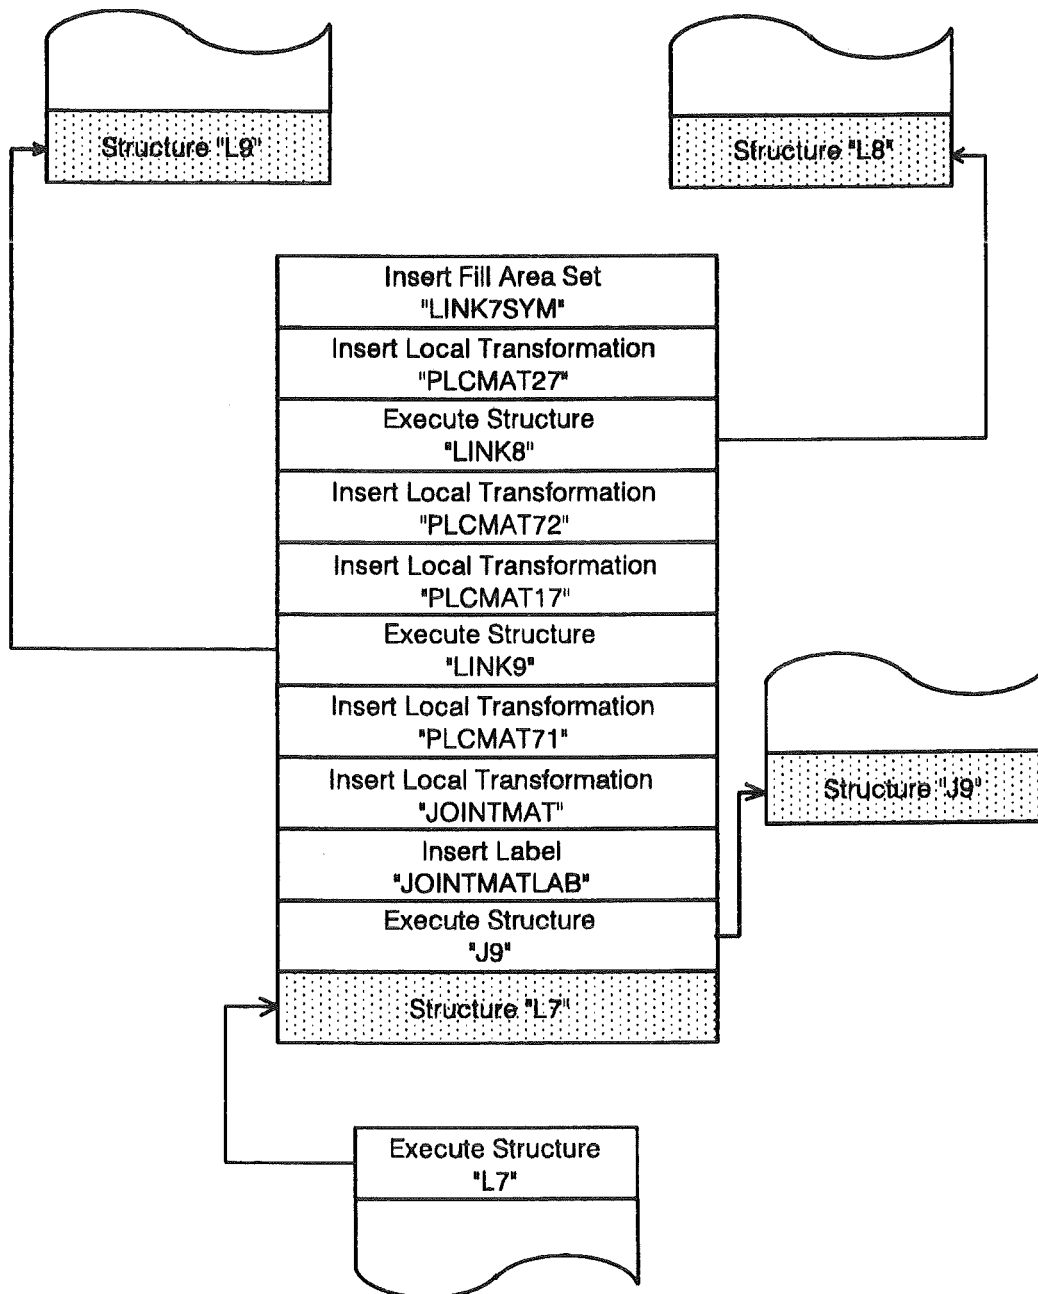 Structure "L9"
Structure "L8"
Insert Fill Area Set
"LINK7SYM"
Insert Local Transformation
"PLCMAT27"
Execute Structure
"LINK8"
Insert Local Transformation
"PLCMAT72"
Insert Local Transformation
"PLCMAT17"
Execute Structure
"LINK9"
Insert Local Transformation
"PLCMAT71"
Insert Local Transformation
"JOINTMAT"
Structure "J9"
Insert Label
"JOINTMATLAB"
Execute Structure
"J9"
Structure "L7"
Execute Structure
"L7"